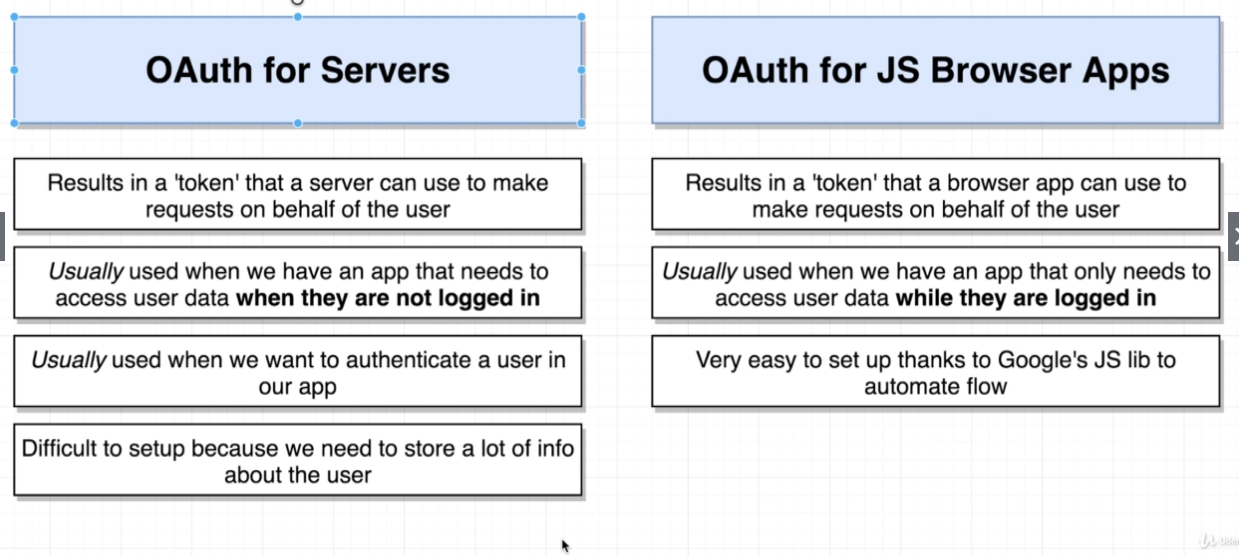 OAuth for Servers
Results in a 'token' that a server can use to make
requests on behalf of the user
Usually used when we have an app that needs to
access user data when they are not logged in
Usually used when we want to authenticate a user in
our app
Difficult to setup because we need to store a lot of info
about the user
OAuth for JS Browser Apps
Results in a 'token' that a browser app can use to
make requests on behalf of the user
Usually used when we have an app that only needs to
access user data while they are logged in
Very easy to set up thanks to Google's JS lib to
automate flow